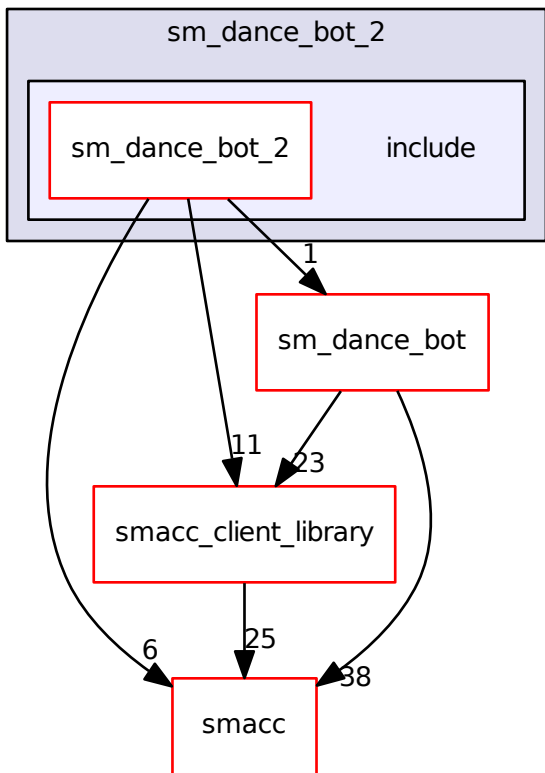 sm_dance_bot_2
sm_dance_bot_2
include
1
sm_dance_bot
11
23
smacc_client_library
6
25
38
smacc